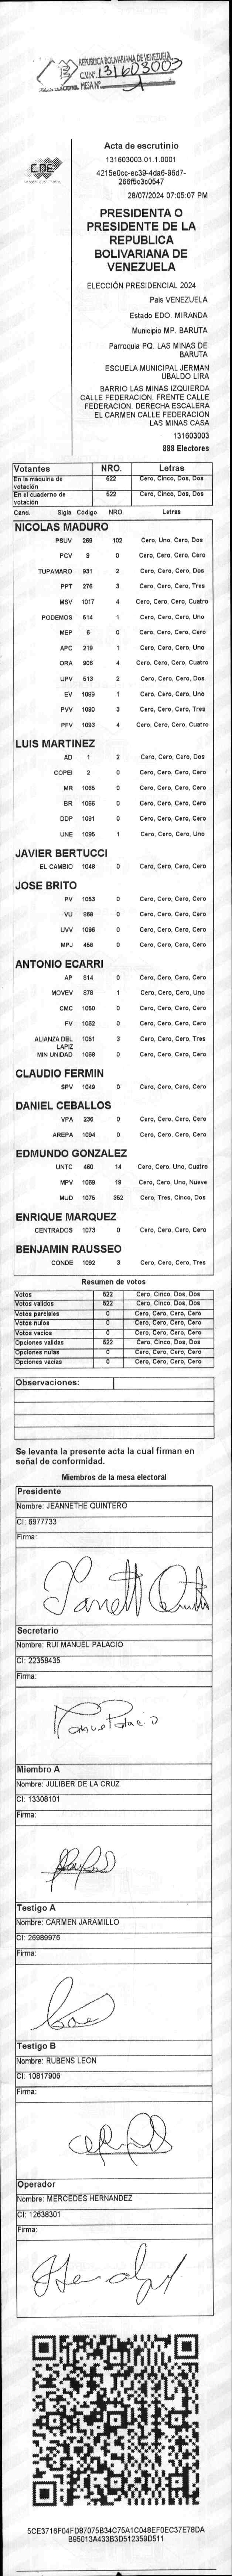 REPÚBLICA BOLIVARIANA DE VENEZUELA
C.V.Nº. 131603003
MESA Nº
CNE
Acta de escrutinio
131603003.01.1.0001
4215e0cc-ec39-4da6-96d7-
266f5c3c0547
28/07/2024 07:05:07 PM
PRESIDENTA O
PRESIDENTE DE LA
REPUBLICA
BOLIVARIANA DE
VENEZUELA
ELECCIÓN PRESIDENCIAL 2024
Pais VENEZUELA
Estado EDO. MIRANDA
Municipio MP. BARUTA
Parroquia PQ. LAS MINAS DE
BARUTA
ESCUELA MUNICIPAL JERMAN
UBALDO LIRA
BARRIO LAS MINAS IZQUIERDA
CALLE FEDERACION. FRENTE CALLE
FEDERACION. DERECHA ESCALERA
EL CARMEN CALLE FEDERACION
LAS MINAS CASA
131603003
888 Electores
Votantes NRO. Letras
En la máquina de votación 522 Cero, Cinco, Dos, Dos
En el cuaderno de votación 522 Cero, Cinco, Dos, Dos
Cand. Sigla Código NRO. Letras
NICOLAS MADURO
PSUV 269 102 Cero, Uno, Cero, Dos
PCV 9 0 Cero, Cero, Cero, Cero
TUPAMARO 931 2 Cero, Cero, Cero, Dos
PPT 276 3 Cero, Cero, Cero, Tres
MSV 1017 4 Cero, Cero, Cero, Cuatro
PODEMOS 514 1 Cero, Cero, Cero, Uno
MEP 6 0 Cero, Cero, Cero, Cero
APC 219 1 Cero, Cero, Cero, Uno
ORA 906 4 Cero, Cero, Cero, Cuatro
UPV 513 2 Cero, Cero, Cero, Dos
EV 1099 1 Cero, Cero, Cero, Uno
PVV 1090 3 Cero, Cero, Cero, Tres
PFV 1093 4 Cero, Cero, Cero, Cuatro
LUIS MARTINEZ
AD 1 2 Cero, Cero, Cero, Dos
COPEI 2 0 Cero, Cero, Cero, Cero
MR 1065 0 Cero, Cero, Cero, Cero
BR 1066 0 Cero, Cero, Cero, Cero
DDP 1091 0 Cero, Cero, Cero, Cero
UNE 1095 1 Cero, Cero, Cero, Uno
JAVIER BERTUCCI
EL CAMBIO 1048 0 Cero, Cero, Cero, Cero
JOSE BRITO
PV 1053 0 Cero, Cero, Cero, Cero
VU 868 0 Cero, Cero, Cero, Cero
UVV 1096 0 Cero, Cero, Cero, Cero
MPJ 458 0 Cero, Cero, Cero, Cero
ANTONIO ECARRI
AP 814 0 Cero, Cero, Cero, Cero
MOVEV 878 1 Cero, Cero, Cero, Uno
CMC 1050 0 Cero, Cero, Cero, Cero
FV 1062 0 Cero, Cero, Cero, Cero
ALIANZA DEL LAPIZ 1051 3 Cero, Cero, Cero, Tres
MIN UNIDAD 1068 0 Cero, Cero, Cero, Cero
CLAUDIO FERMIN
SPV 1049 0 Cero, Cero, Cero, Cero
DANIEL CEBALLOS
VPA 236 0 Cero, Cero, Cero, Cero
AREPA 1094 0 Cero, Cero, Cero, Cero
EDMUNDO GONZALEZ
UNTC 460 14 Cero, Cero, Uno, Cuatro
MPV 1069 19 Cero, Cero, Uno, Nueve
MUD 1075 352 Cero, Tres, Cinco, Dos
ENRIQUE MARQUEZ
CENTRADOS 1073 0 Cero, Cero, Cero, Cero
BENJAMIN RAUSSEO
CONDE 1092 3 Cero, Cero, Cero, Tres
Resumen de votos
Votos 522 Cero, Cinco, Dos, Dos
Votos validos 522 Cero, Cinco, Dos, Dos
Votos parciales 0 Cero, Cero, Cero, Cero
Votos nulos 0 Cero, Cero, Cero, Cero
Votos vacios 0 Cero, Cero, Cero, Cero
Opciones validas 522 Cero, Cinco, Dos, Dos
Opciones nulas 0 Cero, Cero, Cero, Cero
Opciones vacias 0 Cero, Cero, Cero, Cero
Observaciones:
Se levanta la presente acta la cual firman en
señal de conformidad.
Miembros de la mesa electoral
Presidente
Nombre: JEANNETHE QUINTERO
CI: 6977733
Firma:
Secretario
Nombre: RUI MANUEL PALACIO
CI: 22358435
Firma:
Miembro A
Nombre: JULIBER DE LA CRUZ
CI: 13308101
Firma:
Testigo A
Nombre: CARMEN JARAMILLO
CI: 26989976
Firma:
Testigo B
Nombre: RUBENS LEON
CI: 10817906
Firma:
Operador
Nombre: MERCEDES HERNANDEZ
CI: 12638301
Firma:
5CE3716F04FD87075B34C75A1C048EF0EC37E78DA
B95013A433B3D512359D511